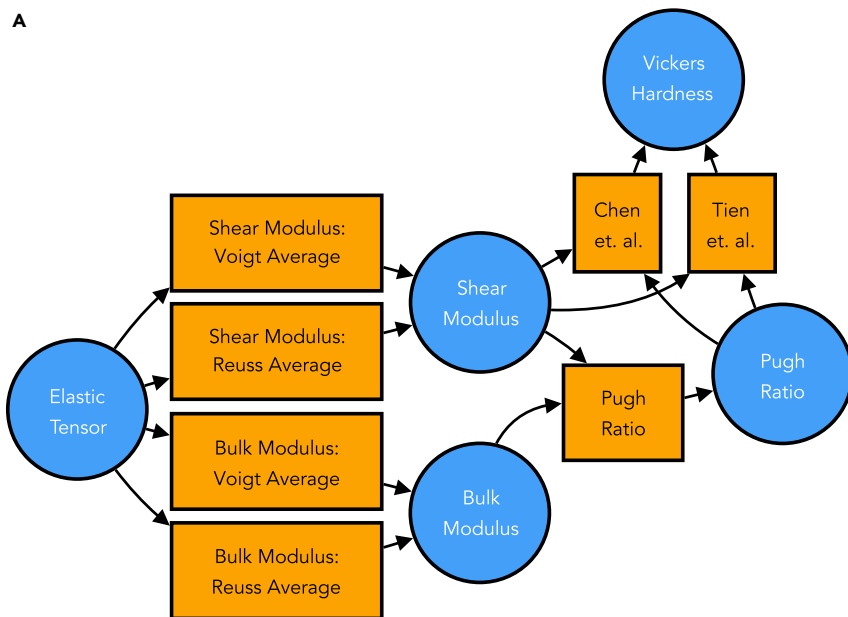 A
Vickers
Hardness
Chen
et. al.
Tien
et. al.
Shear Modulus:
Voigt Average
Shear
Modulus
Shear Modulus:
Reuss Average
Pugh
Ratio
Elastic
Tensor
Pugh
Ratio
Bulk Modulus:
Voigt Average
Bulk
Modulus
Bulk Modulus:
Reuss Average